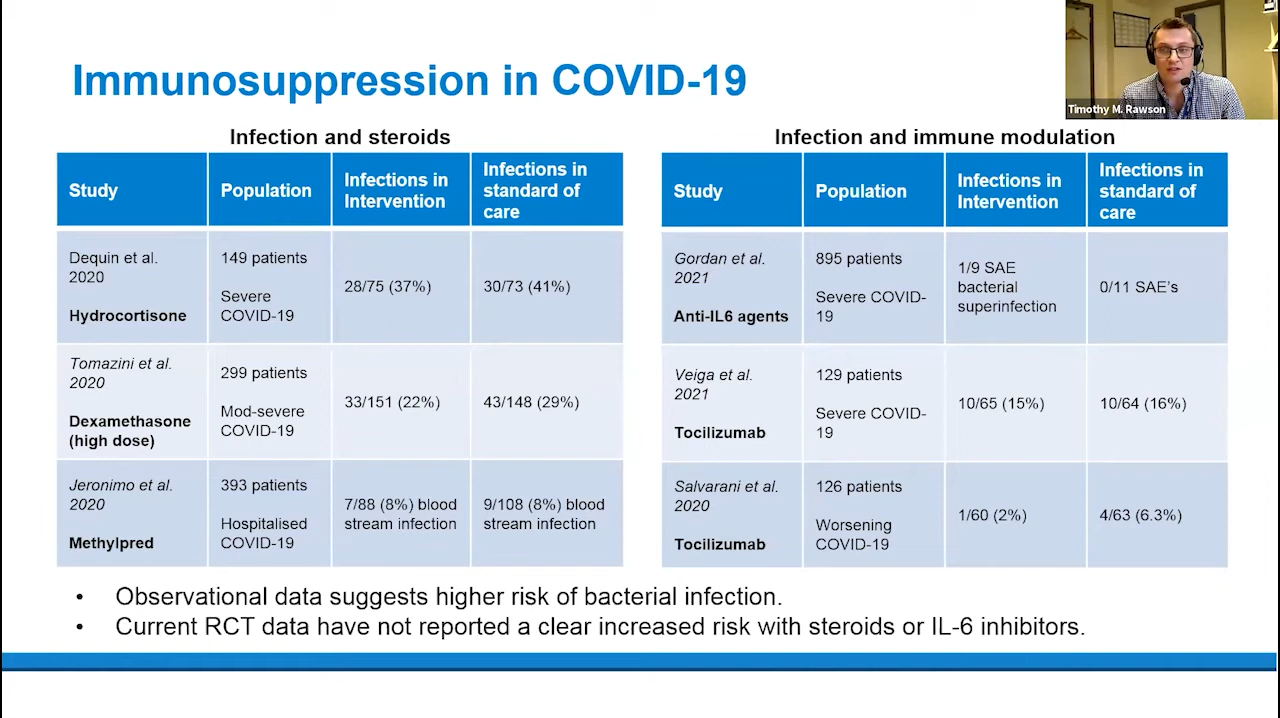 Immunosuppression in COVID-19
Timothy M. Rawson
Infection and steroids
Study
Population
Infections in
Intervention
Infections in
standard of
care
Dequin et al.
2020
Hydrocortisone
149 patients
Severe
COVID-19
28/75 (37%)
30/73 (41%)
Tomazini et al.
2020
Dexamethasone
(high dose)
299 patients
Mod-severe
COVID-19
33/151 (22%)
43/148 (29%)
Jeronimo et al.
2020
Methylpred
393 patients
Hospitalised
COVID-19
7/88 (8%) blood
stream infection
9/108 (8%) blood
stream infection
Infection and immune modulation
Study
Population
Infections in
Intervention
Infections in
standard of
care
Gordan et al.
2021
Anti-IL6 agents
895 patients
Severe COVID-
19
1/9 SAE
bacterial
superinfection
0/11 SAE's
Veiga et al.
2021
Tocilizumab
129 patients
Severe COVID-
19
10/65 (15%)
10/64 (16%)
Salvarani et al.
2020
Tocilizumab
126 patients
Worsening
COVID-19
1/60 (2%)
4/63 (6.3%)
• Observational data suggests higher risk of bacterial infection.
• Current RCT data have not reported a clear increased risk with steroids or IL-6 inhibitors.